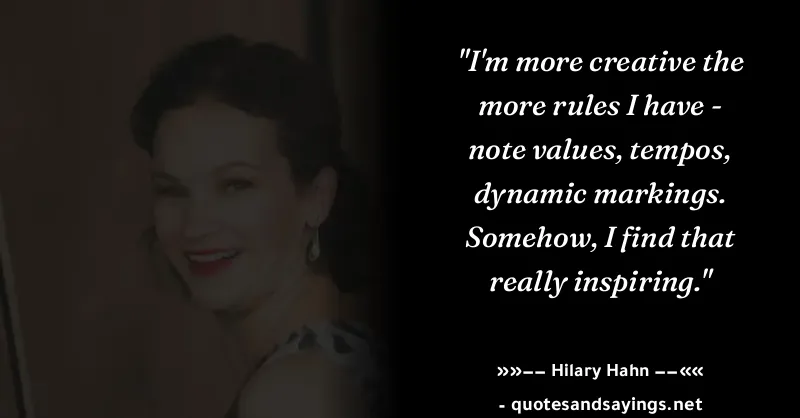 "I'm more creative the
more rules I have -
note values, tempos,
dynamic markings.
Somehow, I find that
really inspiring."
»»−− Hilary Hahn −−««
- quotesandsayings.net